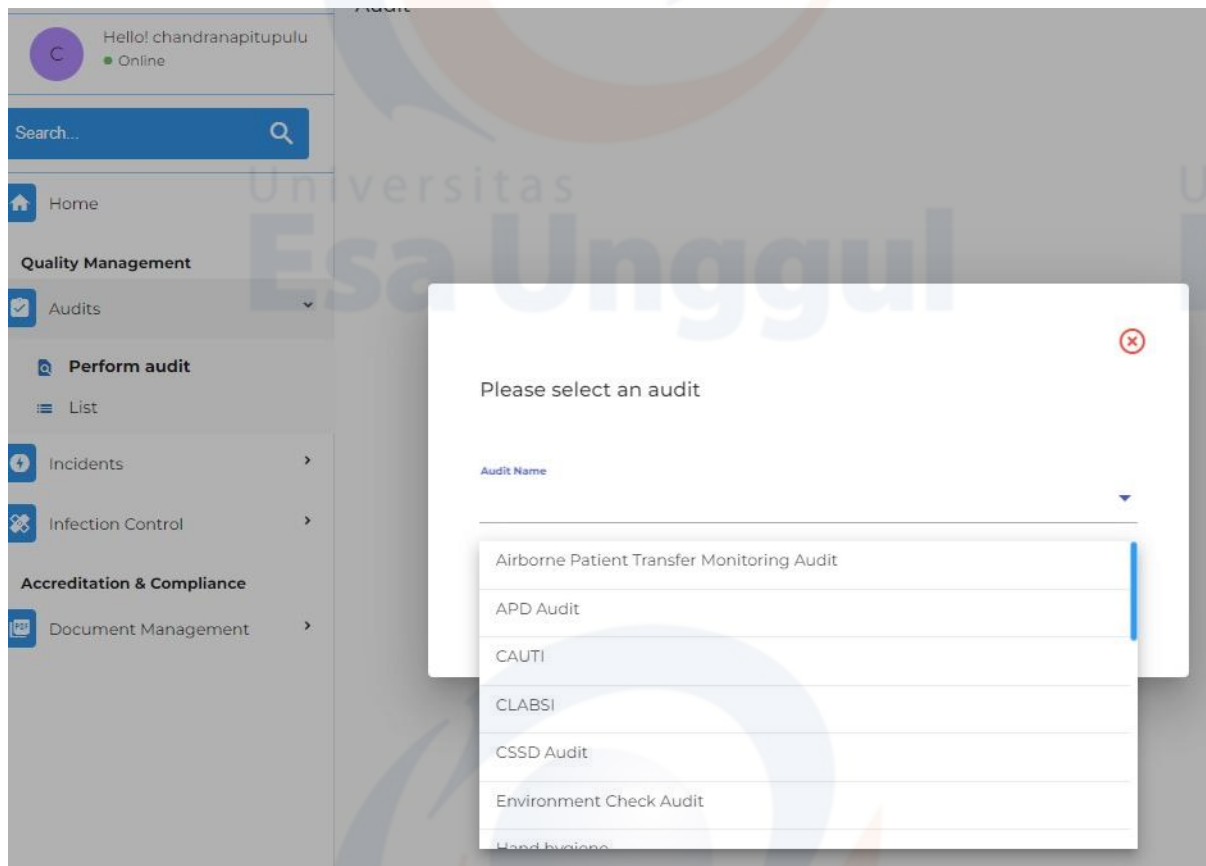 Audit
Hello! chandranapitupulu
Online
Search...
Home
Quality Management
Audits
Perform audit
List
Incidents
Infection Control
Accreditation & Compliance
PDF
Document Management
Universitas
Esa Unggul
Please select an audit
Audit Name
Airborne Patient Transfer Monitoring Audit
APD Audit
CAUTI
CLABSI
CSSD Audit
Environment Check Audit
Hand hygiene
C